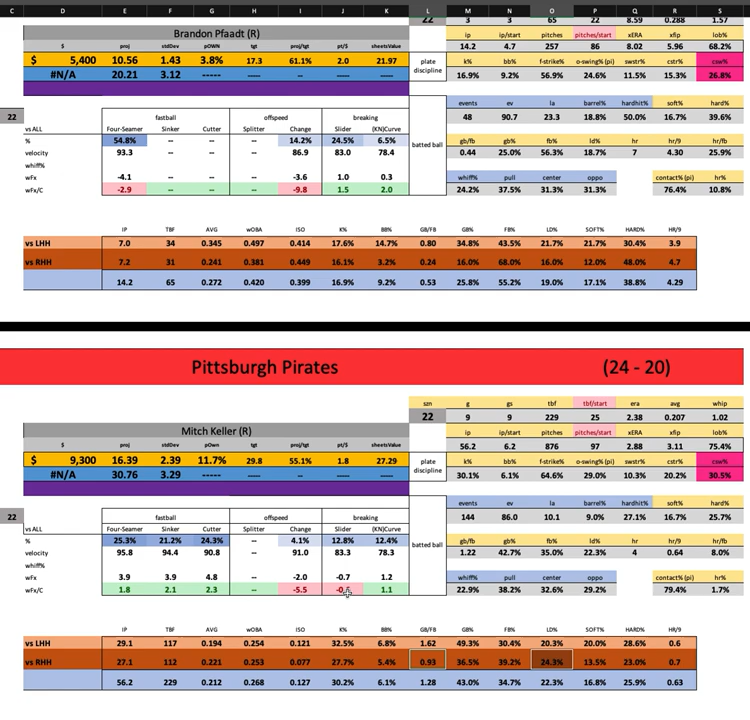 C D E F G H I J K L M N O P Q R S
22 3 3 65 22 8.59 0.288 1.57
Brandon Pfaadt (R)
ip ip/start pitches pitches/start xERA xfip lob%
14.2 4.7 257 86 8.02 5.96 68.2%
$ proj stdDev pOWN tgt proj/tgt pt/$ sheetsValue
$ 5,400 10.56 1.43 3.8% 17.3 61.1% 2.0 21.97
plate discipline
k% bb% f-strike% o-swing% (pi) swstr% cstr% csw%
#N/A 20.21 3.12 ----- ---- -- ---- -----
16.9% 9.2% 56.9% 24.6% 11.5% 15.3% 26.8%
events ev la barrel% hardhit% soft% hard%
48 90.7 23.3 18.8% 50.0% 16.7% 39.6%
22 fastball offspeed breaking
vs ALL Four-Seamer Sinker Cutter Splitter Change Slider (KN)Curve
% 54.8% -- -- -- 14.2% 24.5% 6.5%
batted ball
gb/fb gb% fb% ld% hr hr/9 hr/fb
velocity 93.3 -- -- -- 86.9 83.0 78.4
0.44 25.0% 56.3% 18.7% 7 4.30 25.9%
whiff%
wFx -4.1 -3.6 1.0 0.3
whiff% pull center oppo contact% (pi) hr%
wFx/C -2.9 -- -- -- -9.8 1.5 2.0
24.2% 37.5% 31.3% 31.3% 76.4% 10.8%
IP TBF AVG wOBA ISO K% BB% GB/FB GB% FB% LD% SOFT% HARD% HR/9
vs LHH 7.0 34 0.345 0.497 0.414 17.6% 14.7% 0.80 34.8% 43.5% 21.7% 21.7% 30.4% 3.9
vs RHH 7.2 31 0.241 0.381 0.449 16.1% 3.2% 0.24 16.0% 68.0% 16.0% 12.0% 48.0% 4.7
14.2 65 0.272 0.420 0.399 16.9% 9.2% 0.53 25.8% 55.2% 19.0% 17.1% 38.8% 4.29
Pittsburgh Pirates (24 - 20)
szn g gs tbf tbf/start era avg whip
22 9 9 229 25 2.38 0.207 1.02
Mitch Keller (R)
ip ip/start pitches pitches/start xERA xfip lob%
56.2 6.2 876 97 2.88 3.11 75.4%
$ proj stdDev pOwn tgt proj/tgt pt/$ sheetsValue
$ 9,300 16.39 2.39 11.7% 29.8 55.1% 1.8 27.29
plate discipline
k% bb% f-strike% o-swing% (pi) swstr% cstr% csw%
#N/A 30.76 3.29 ----- ---- -- -- -----
30.1% 6.1% 64.6% 29.0% 10.3% 20.2% 30.5%
events ev la barrel% hardhit% soft% hard%
144 86.0 10.1 9.0% 27.1% 16.7% 25.7%
22 fastball offspeed breaking
vs ALL Four-Seamer Sinker Cutter Splitter Change Slider (KN)Curve
% 25.3% 21.2% 24.3% -- 4.1% 12.8% 12.4%
batted ball
gb/fb gb% fb% ld% hr hr/9 hr/fb
velocity 95.8 94.4 90.8 -- 91.0 83.3 78.3
1.22 42.7% 35.0% 22.3% 4 0.64 8.0%
whiff%
wFx 3.9 3.9 4.8 -2.0 -0.7 1.2
whiff% pull center oppo contact% (pi) hr%
wFx/C 1.8 2.1 2.3 -- -5.5 1.1
22.9% 38.2% 32.6% 29.2% 79.4% 1.7%
IP TBF AVG wOBA ISO K% BB% GB/FB GB% FB% LD% SOFT% HARD% HR/9
vs LHH 29.1 117 0.194 0.254 0.121 32.5% 6.8% 1.62 49.3% 30.4% 20.3% 20.0% 28.6% 0.6
vs RHH 27.1 112 0.221 0.253 0.077 27.7% 5.4% 0.93 36.5% 39.2% 24.3% 13.5% 23.0% 0.7
56.2 229 0.212 0.268 0.127 30.2% 6.1% 1.28 43.0% 34.7% 22.3% 16.8% 25.9% 0.63